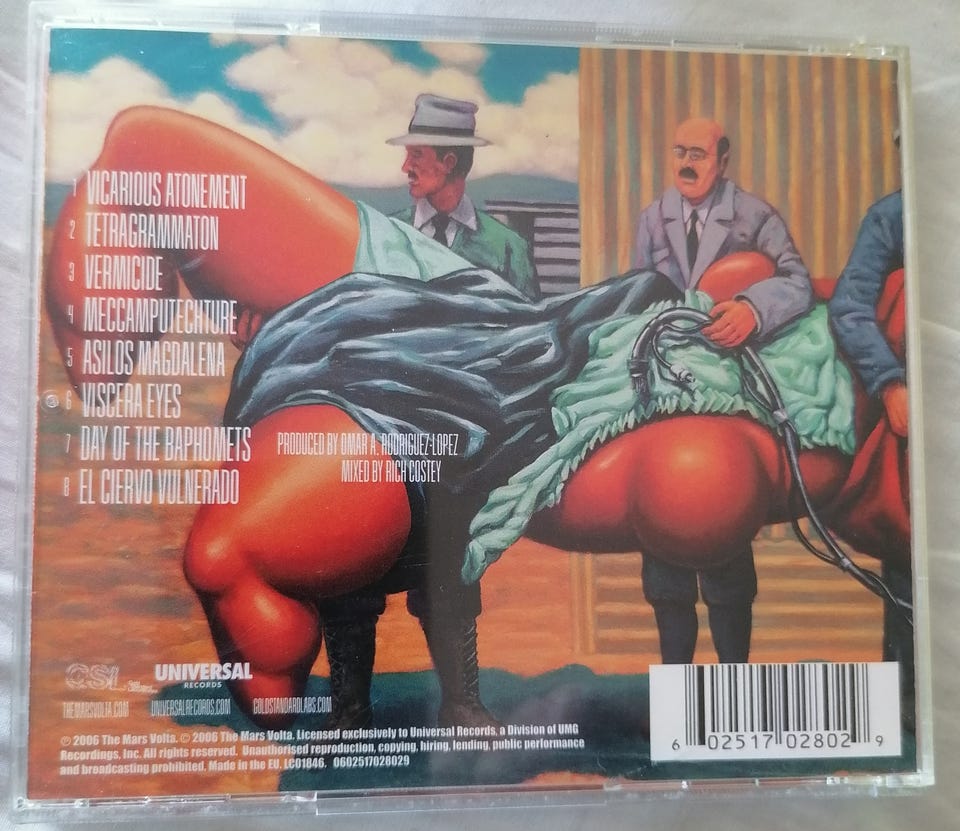 1 VICARIOUS ATONEMENT
2 TETRAGRAMMATON
3 VERMICIDE
4 MECCAMPUTECHTURE
5 ASILOS MAGDALENA
6 VISCERA EYES
7 DAY OF THE BAPHOMETS
8 EL CIERVO VULNERADO
PRODUCED BY OMAR A. RODRIGUEZ-LOPEZ
MIXED BY RICH COSTEY
GSL
UNIVERSAL
RECORDS
THEMARSVOLTA.COM UNIVERSALRECORDS.COM GOLDSTANDARDLABS.COM
℗ 2006 The Mars Volta. © 2006 The Mars Volta. Licensed exclusively to Universal Records, a Division of UMG
Recordings, Inc. All rights reserved. Unauthorised reproduction, copying, hiring, lending, public performance
and broadcasting prohibited. Made in the EU. LC01846. 0602517028029
6 02517 02802 9